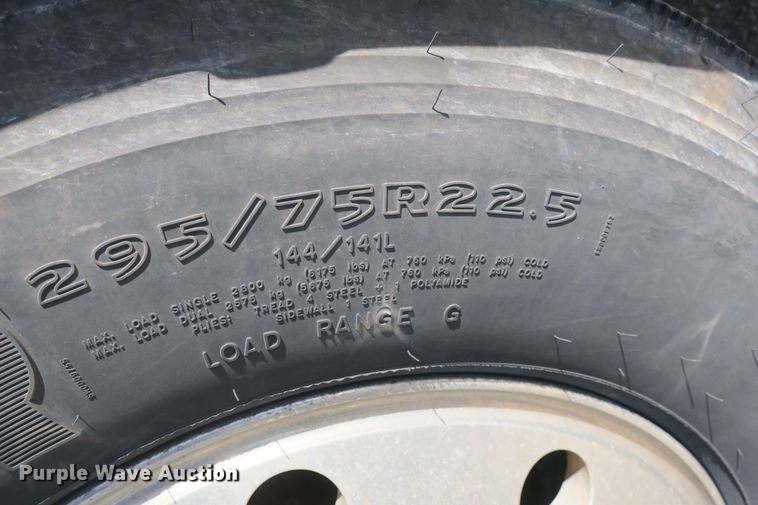 295/75R22.5
144/141L
MAX. LOAD SINGLE 2800 kg (6175 lbs) AT 760 kPa (110 psi) COLD
MAX. LOAD DUAL 2575 kg (5675 lbs) AT 760 kPa (110 psi) COLD
PLIES: TREAD 4 STEEL + 1 POLYAMIDE
SIDEWALL 1 STEEL
LOAD RANGE G
Purple Wave Auction